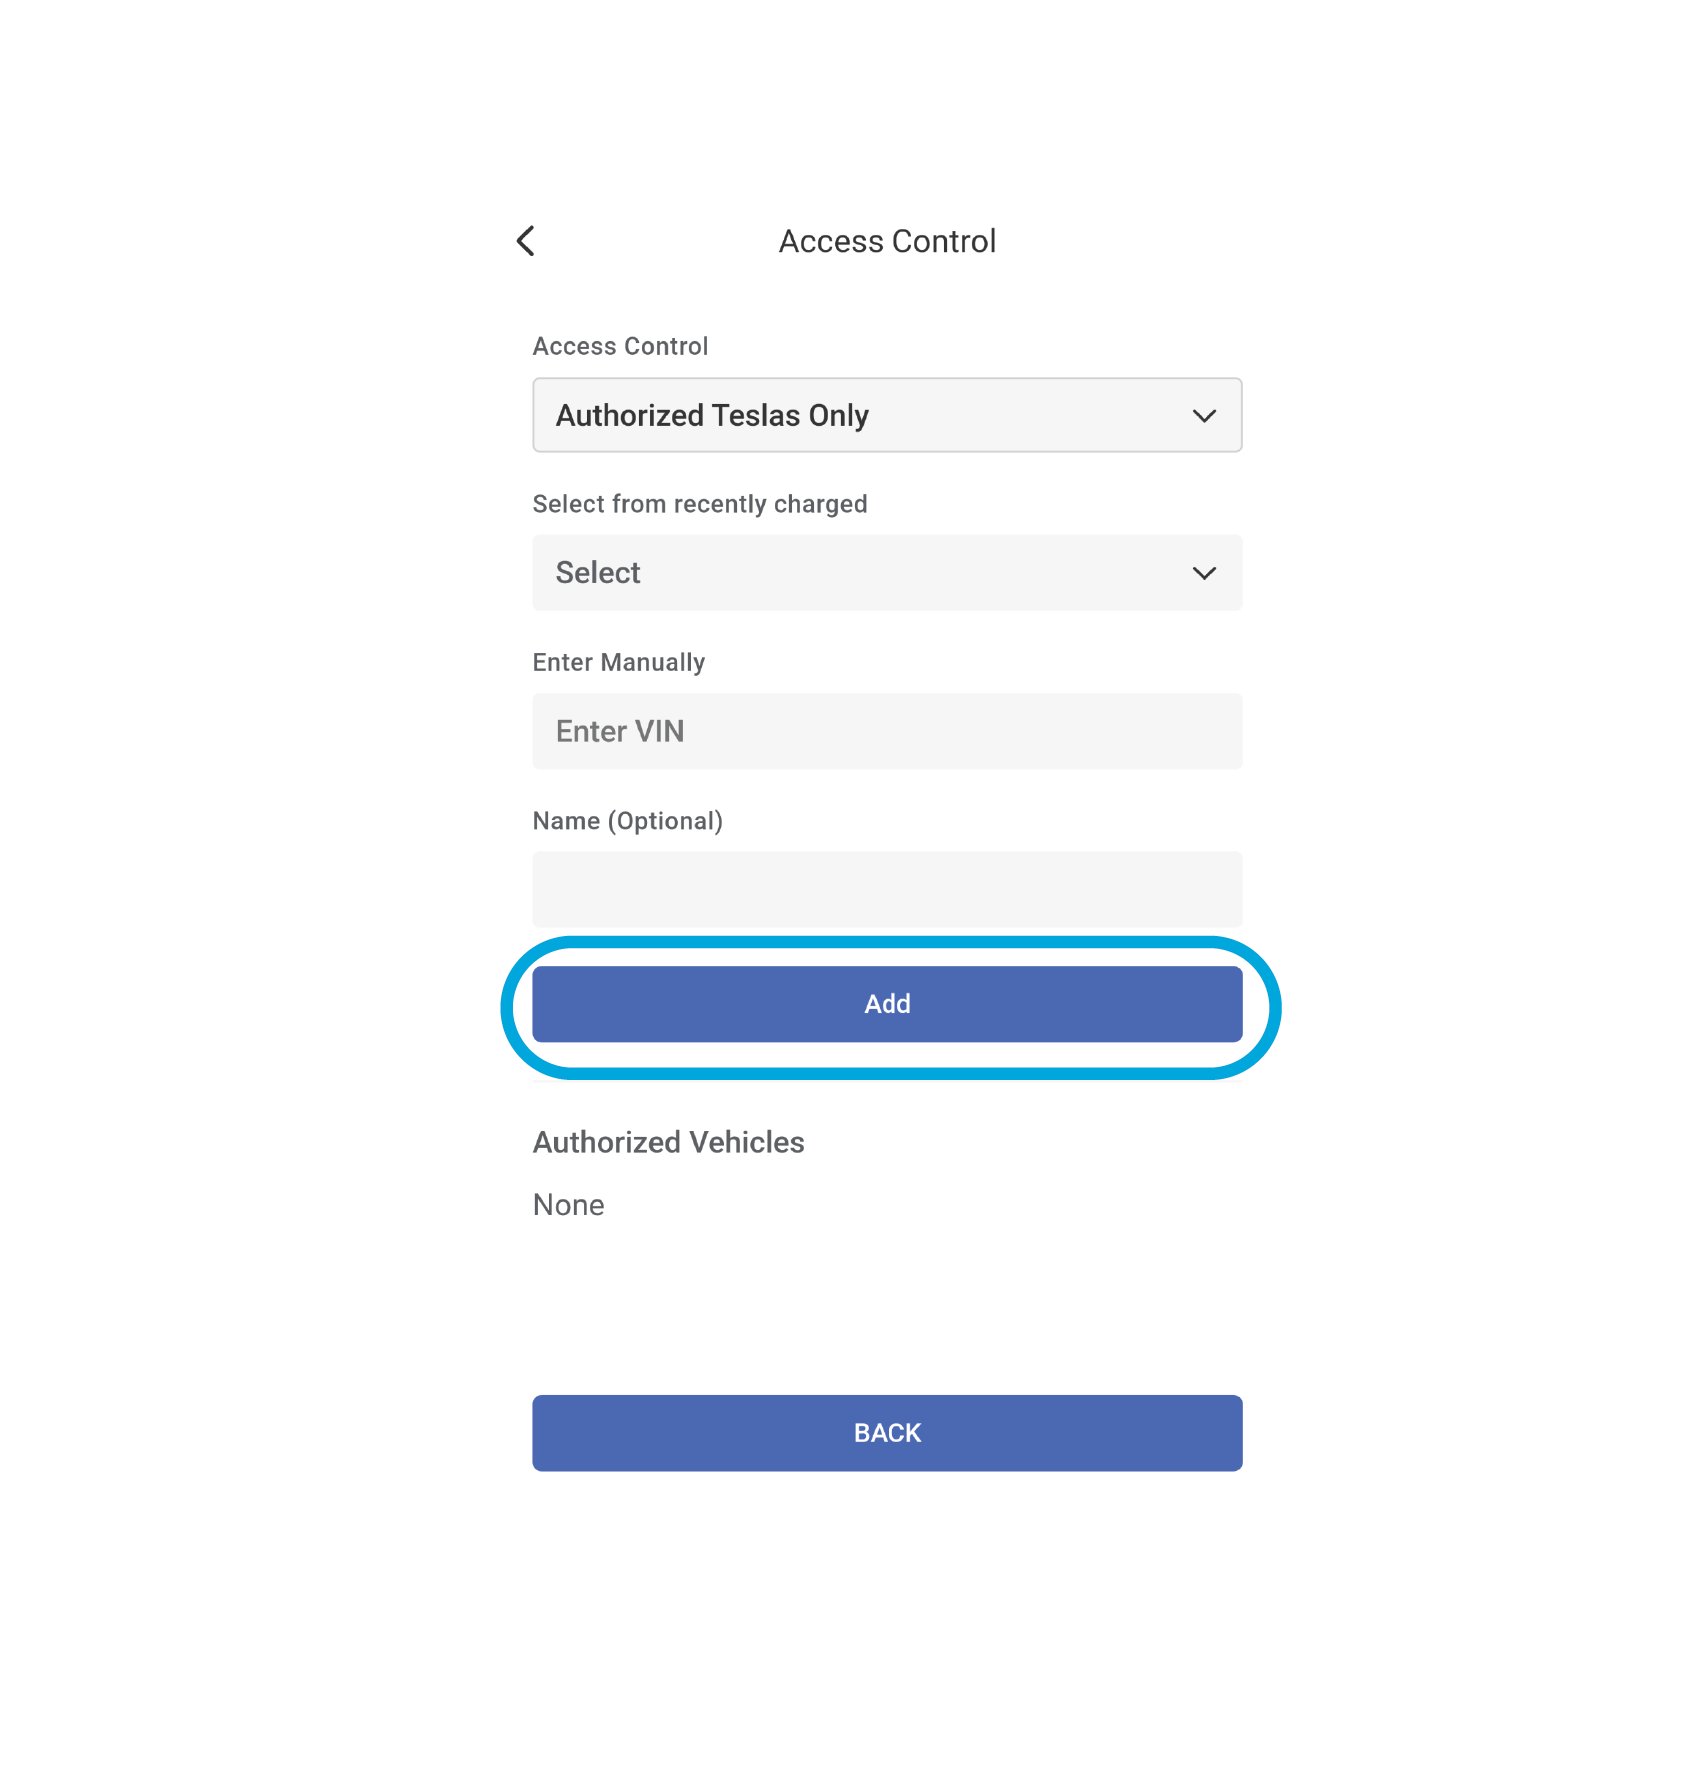 Access Control
Access Control
Authorized Teslas Only
Select from recently charged
Select
Enter Manually
Enter VIN
Name (Optional)
Add
Authorized Vehicles
None
BACK